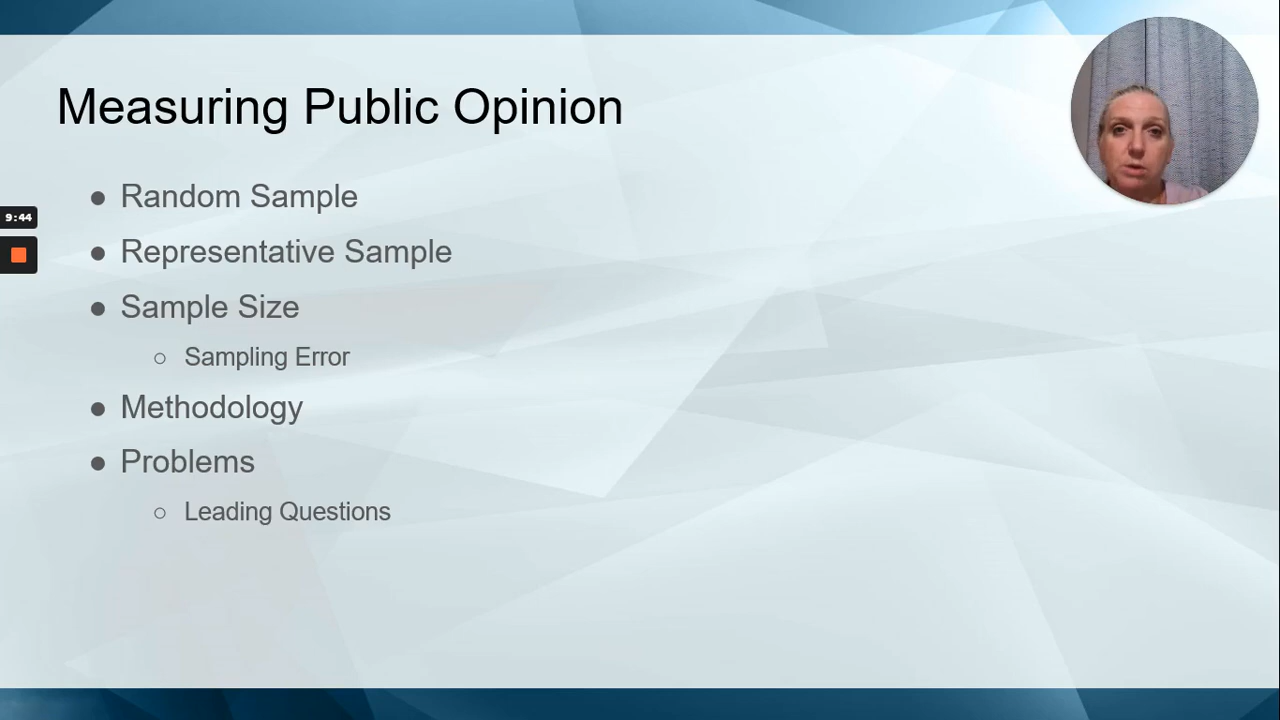 Measuring Public Opinion
● Random Sample
● Representative Sample
9:44
● Sample Size
○ Sampling Error
● Methodology
● Problems
○ Leading Questions